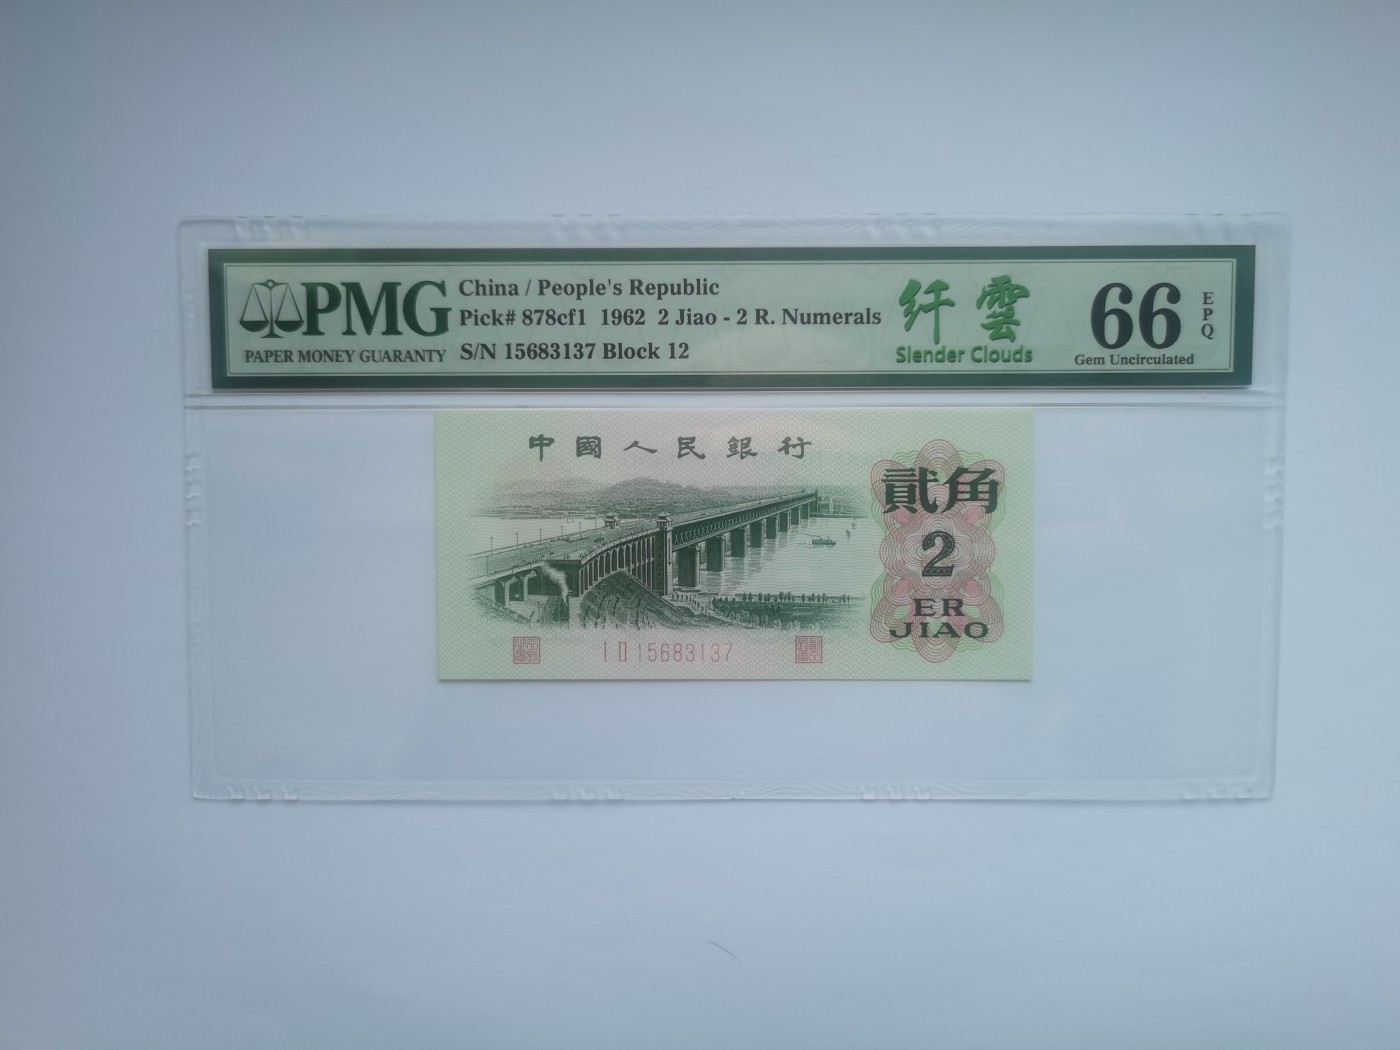 PMG
PAPER MONEY GUARANTY
China / People's Republic
Pick# 878cf1 1962 2 Jiao - 2 R. Numerals
S/N 15683137 Block 12
纤雲
Slender Clouds
66
EPQ
Gem Uncirculated
中國人民銀行
貳角
2
ER
JIAO
I II 15683137